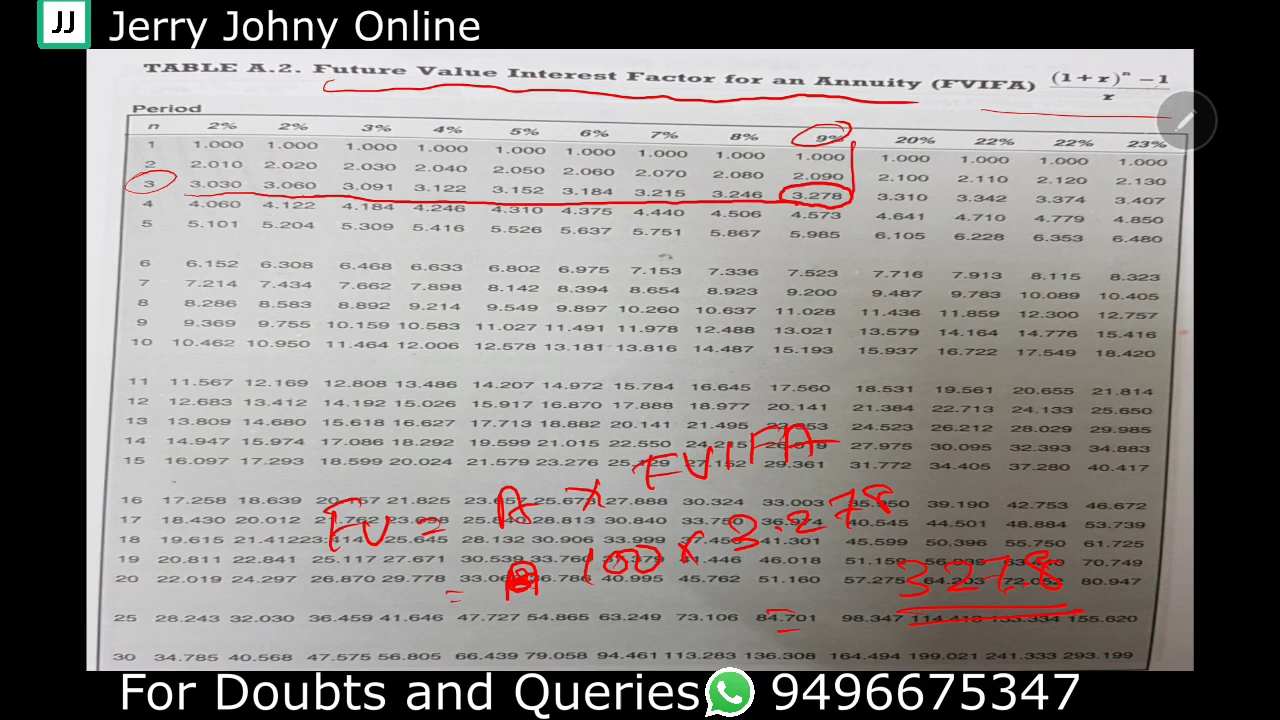 JJ Jerry Johny Online
TABLE A.2. Future Value Interest Factor for an Annuity (FVIFA) (1+r)ⁿ −1
r
Period
n 2% 2% 3% 4% 5% 6% 7% 8% 9% 20% 22% 22% 23%
1 1.000 1.000 1.000 1.000 1.000 1.000 1.000 1.000 1.000 1.000 1.000 1.000 1.000
2 2.010 2.020 2.030 2.040 2.050 2.060 2.070 2.080 2.090 2.100 2.110 2.120 2.130
3 3.030 3.060 3.091 3.122 3.152 3.184 3.215 3.246 3.278 3.310 3.342 3.374 3.407
4 4.060 4.122 4.184 4.246 4.310 4.375 4.440 4.506 4.573 4.641 4.710 4.779 4.850
5 5.101 5.204 5.309 5.416 5.526 5.637 5.751 5.867 5.985 6.105 6.228 6.353 6.480
6 6.152 6.308 6.468 6.633 6.802 6.975 7.153 7.336 7.523 7.716 7.913 8.115 8.323
7 7.214 7.434 7.662 7.898 8.142 8.394 8.654 8.923 9.200 9.487 9.783 10.089 10.405
8 8.286 8.583 8.892 9.214 9.549 9.897 10.260 10.637 11.028 11.436 11.859 12.300 12.757
9 9.369 9.755 10.159 10.583 11.027 11.491 11.978 12.488 13.021 13.579 14.164 14.776 15.416
10 10.462 10.950 11.464 12.006 12.578 13.181 13.816 14.487 15.193 15.937 16.722 17.549 18.420
11 11.567 12.169 12.808 13.486 14.207 14.972 15.784 16.645 17.560 18.531 19.561 20.655 21.814
12 12.683 13.412 14.192 15.026 15.917 16.870 17.888 18.977 20.141 21.384 22.713 24.133 25.650
13 13.809 14.680 15.618 16.627 17.713 18.882 20.141 21.495 24.523 26.212 28.029 29.985
14 14.947 15.974 17.086 18.292 19.599 21.015 22.550 27.975 30.095 32.393 34.883
15 16.097 17.293 18.599 20.024 21.579 23.276 29.361 31.772 34.405 37.280 40.417
FV = A × FVIFA
16 17.258 18.639 21.825 27.888 30.324 33.003 39.190 42.753 46.672
17 18.430 20.012 28.813 30.840 33.750 40.545 44.501 48.884 53.739
18 19.615 21.412 25.645 28.132 30.906 33.999 41.301 45.599 50.396 55.750 61.725
= 100 × 3.278
19 20.811 22.841 25.117 27.671 30.539 46.018 70.749
20 22.019 24.297 26.870 29.778 40.995 45.762 51.160 57.275 80.947
= 327.8
25 28.243 32.030 36.459 41.646 47.727 54.865 63.249 73.106 84.701 98.347 155.620
30 34.785 40.568 47.575 56.805 66.439 79.058 94.461 113.283 136.308 164.494 199.021 241.333 293.199
For Doubts and Queries 9496675347